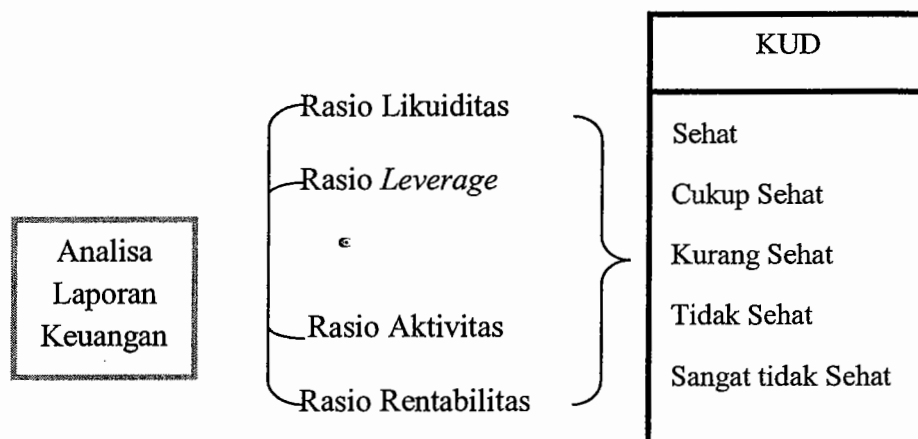 Analisa
Laporan
Keuangan
Rasio Likuiditas
Rasio Leverage
Rasio Aktivitas
Rasio Rentabilitas
KUD
Sehat
Cukup Sehat
Kurang Sehat
Tidak Sehat
Sangat tidak Sehat